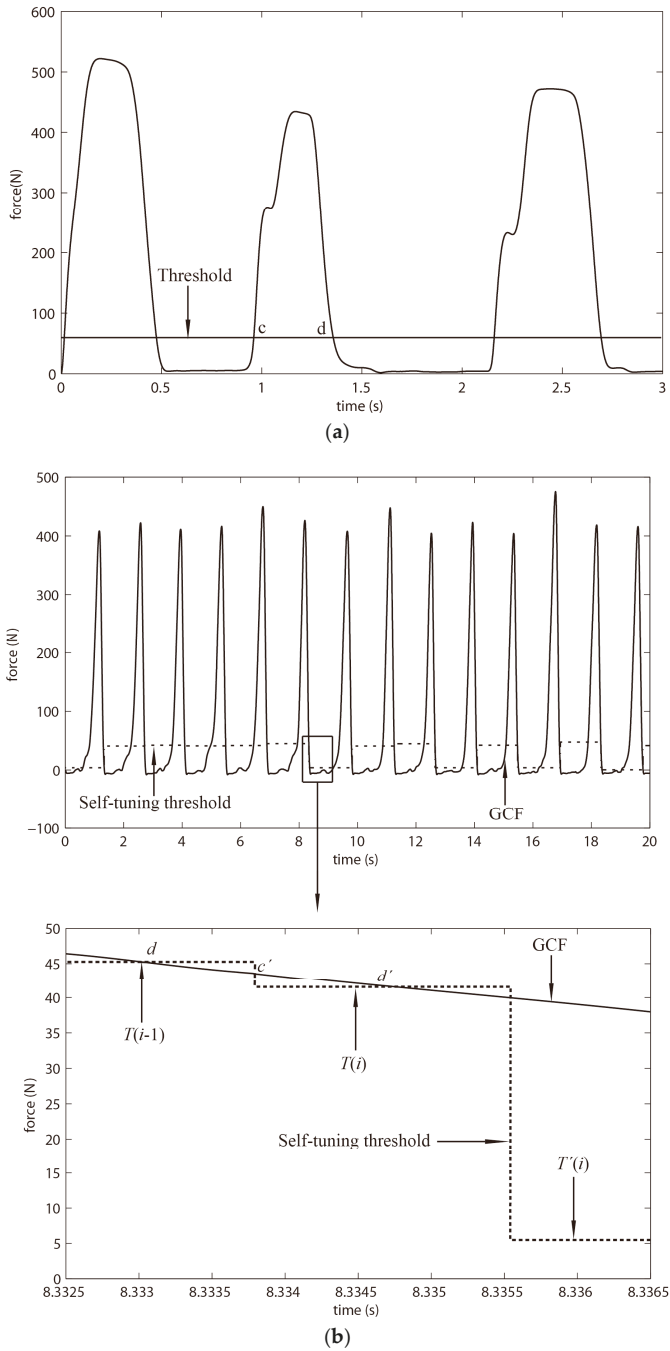 600
500
400
300
200
100
0
force(N)
Threshold
c
d
0 0.5 1 1.5 2 2.5 3
time (s)
(a)
500
400
300
200
100
0
−100
force (N)
Self-tuning threshold
GCF
0 2 4 6 8 10 12 14 16 18 20
time (s)
50
45
40
35
30
25
20
15
10
5
0
force (N)
d
c´
d´
GCF
T(i-1)
T(i)
Self-tuning threshold
T´(i)
8.3325 8.333 8.3335 8.334 8.3345 8.335 8.3355 8.336 8.3365
time (s)
(b)